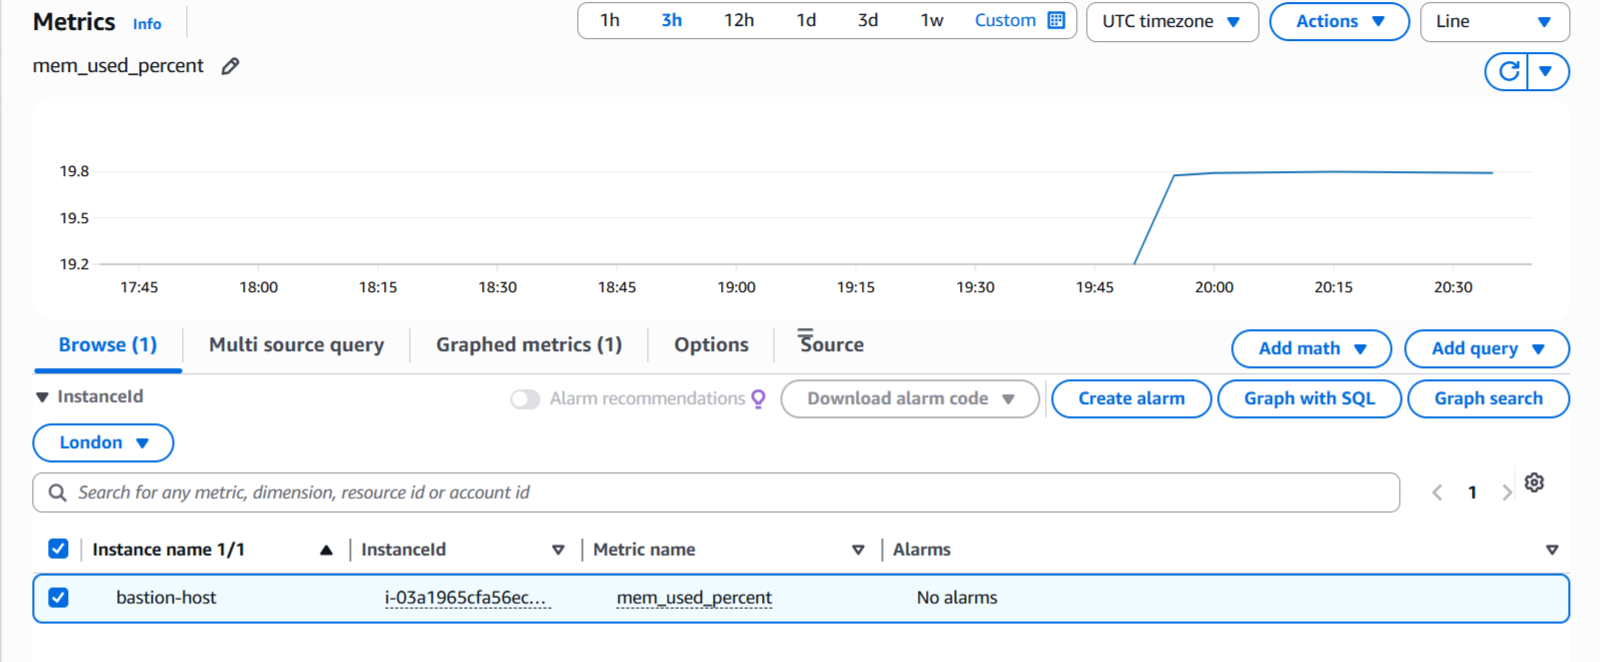 Metrics Info 1h 3h 12h 1d 3d 1w Custom UTC timezone Actions Line
mem_used_percent
19.8
19.5
19.2
17:45 18:00 18:15 18:30 18:45 19:00 19:15 19:30 19:45 20:00 20:15 20:30
Browse (1) Multi source query Graphed metrics (1) Options Source Add math Add query
InstanceId Alarm recommendations Download alarm code Create alarm Graph with SQL Graph search
London
Search for any metric, dimension, resource id or account id 1
Instance name 1/1 InstanceId Metric name Alarms
bastion-host i-03a1965cfa56ec... mem_used_percent No alarms